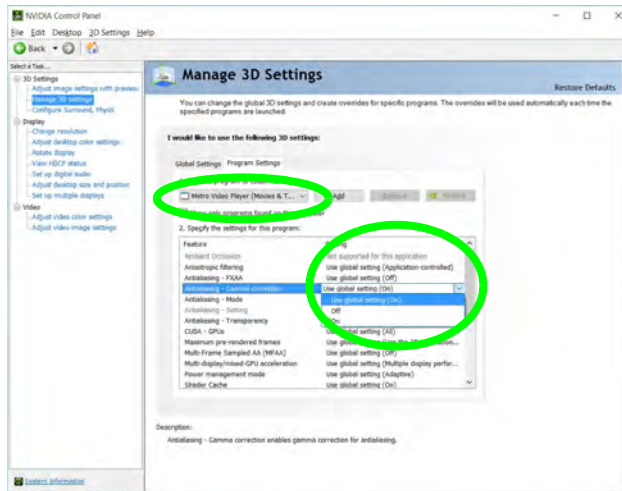 NVIDIA Control Panel
File Edit Desktop 3D Settings Help
Back
Select a Task...
3D Settings
Adjust image settings with preview
Manage 3D settings
Configure Surround, PhysX
Display
Change resolution
Adjust desktop color settings
Rotate display
View HDCP status
Set up digital audio
Adjust desktop size and position
Set up multiple displays
Video
Adjust video color settings
Adjust video image settings
System Information
Manage 3D Settings
Restore Defaults
You can change the global 3D settings and create overrides for specific programs. The overrides will be used automatically each time the
specified programs are launched.
I would like to use the following 3D settings:
Global Settings Program Settings
Metro Video Player (Movies & T... Add Remove
only programs found on
2. Specify the settings for this program:
Feature
Ambient Occlusion Not supported for this application
Anisotropic filtering Use global setting (Application-controlled)
Antialiasing - FXAA Use global setting (Off)
Antialiasing - Gamma correction Use global setting (On)
Use global setting (On)
Off
On
Antialiasing - Mode
Antialiasing - Setting
Antialiasing - Transparency
CUDA - GPUs Use global setting (All)
Maximum pre-rendered frames Use global setting (Use the 3D
Multi-Frame Sampled AA (MFAA) Use global setting (Off)
Multi-display/mixed-GPU acceleration Use global setting (Multiple display perfor...
Power management mode Use global setting (Adaptive)
Shader Cache Use global setting (On)
Description:
Antialiasing - Gamma correction enables gamma correction for antialiasing.